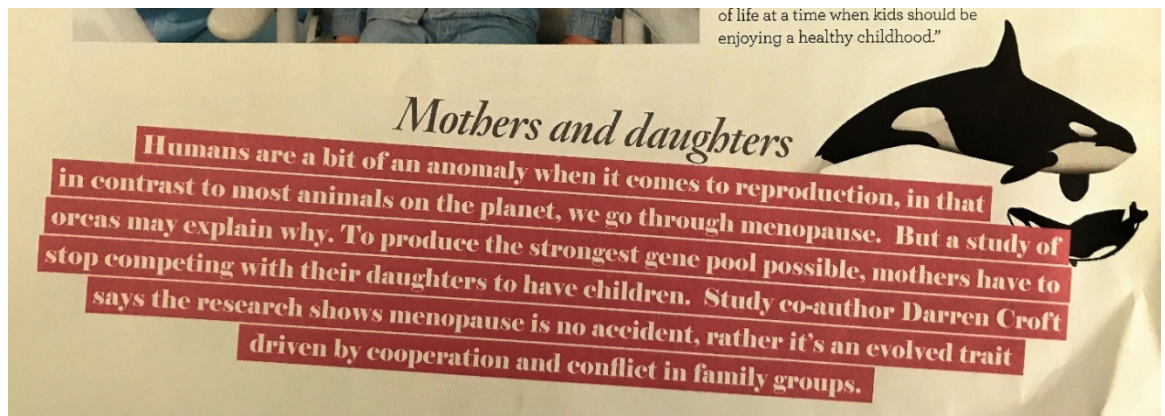 of life at a time when kids should be
enjoying a healthy childhood.”
Mothers and daughters
Humans are a bit of an anomaly when it comes to reproduction, in that
in contrast to most animals on the planet, we go through menopause.  But a study of
orcas may explain why. To produce the strongest gene pool possible, mothers have to
stop competing with their daughters to have children.  Study co-author Darren Croft
says the research shows menopause is no accident, rather it’s an evolved trait
driven by cooperation and conflict in family groups.